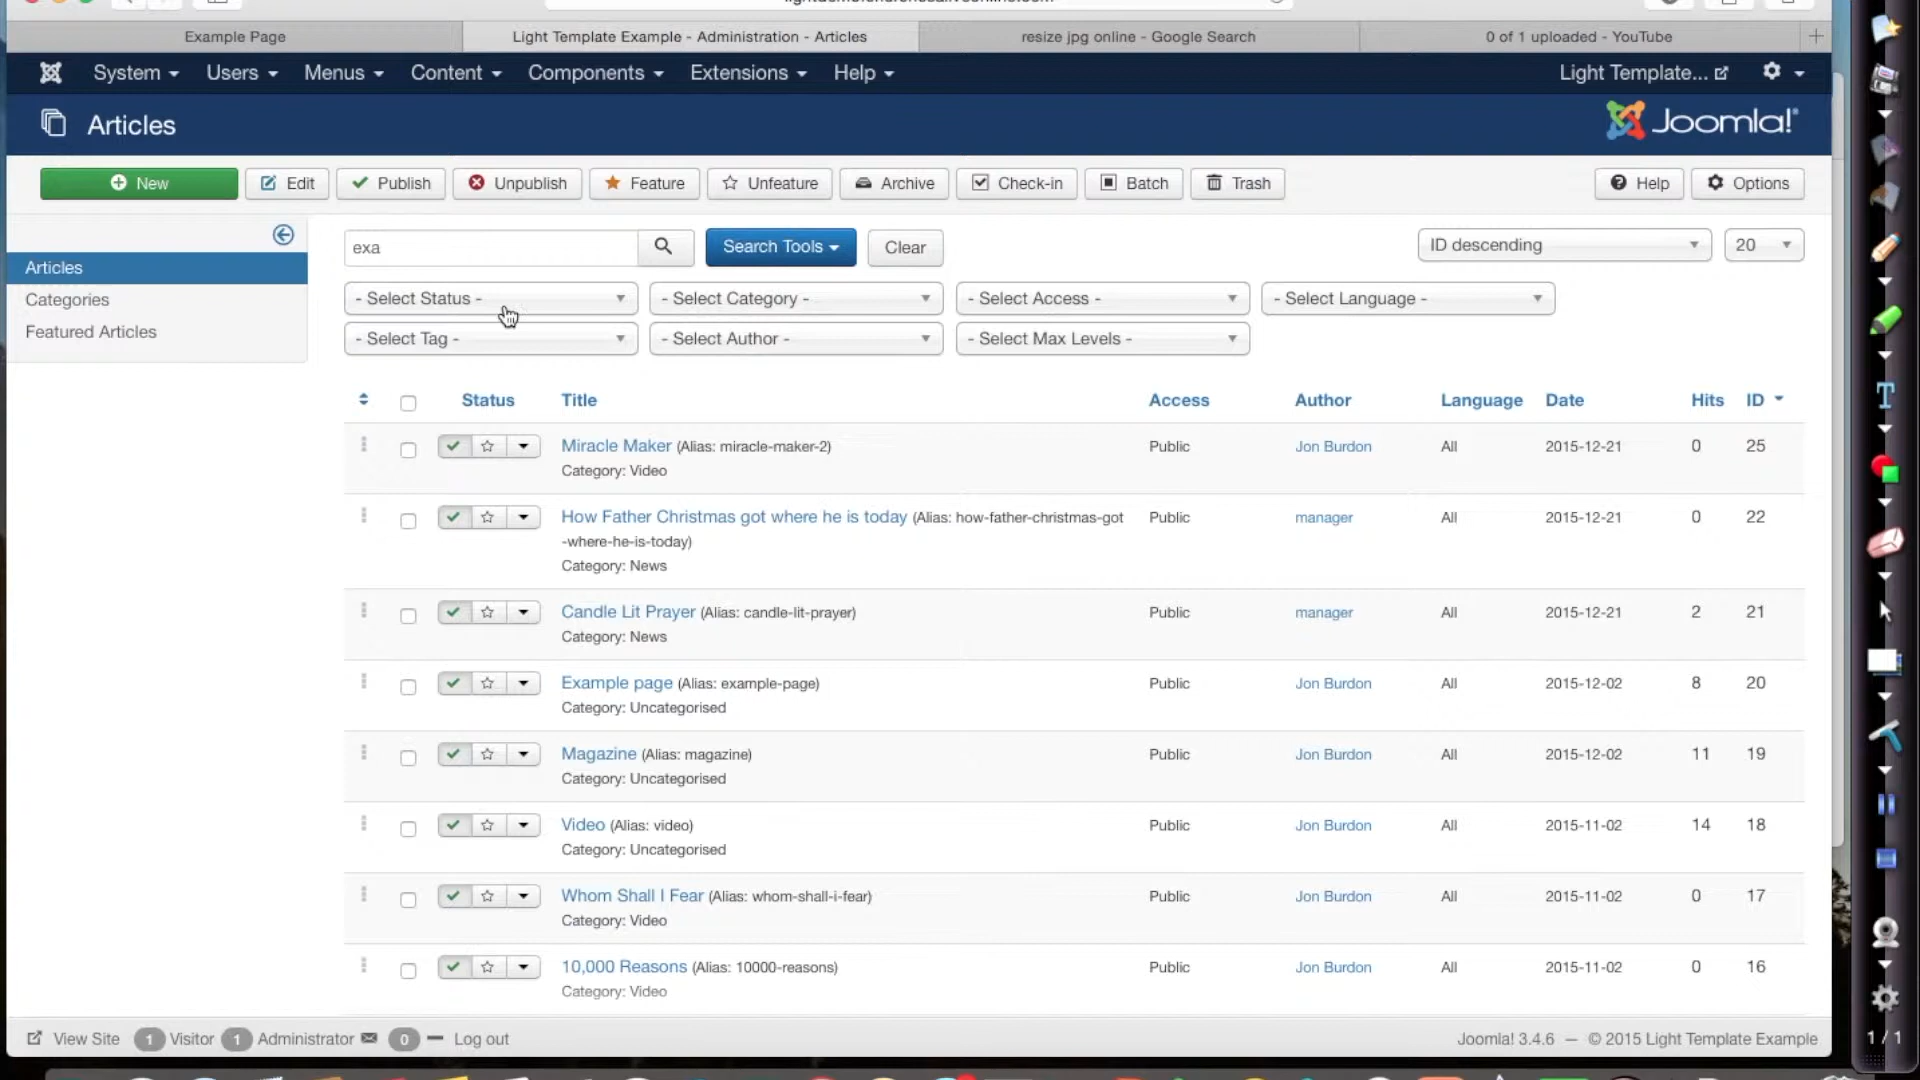 Example Page
Light Template Example - Administration - Articles
resize jpg online - Google Search
0 of 1 uploaded - YouTube
System Users Menus Content Components Extensions Help
Light Template...
Articles
Joomla!®
New
Edit
Publish
Unpublish
Feature
Unfeature
Archive
Check-in
Batch
Trash
Help
Options
Articles
Categories
Featured Articles
exa
Search Tools
Clear
ID descending
20
- Select Status -
- Select Category -
- Select Access -
- Select Language -
- Select Tag -
- Select Author -
- Select Max Levels -
Status Title Access Author Language Date Hits ID
Miracle Maker (Alias: miracle-maker-2) Public Jon Burdon All 2015-12-21 0 25
Category: Video
How Father Christmas got where he is today (Alias: how-father-christmas-got Public manager All 2015-12-21 0 22
-where-he-is-today)
Category: News
Candle Lit Prayer (Alias: candle-lit-prayer) Public manager All 2015-12-21 2 21
Category: News
Example page (Alias: example-page) Public Jon Burdon All 2015-12-02 8 20
Category: Uncategorised
Magazine (Alias: magazine) Public Jon Burdon All 2015-12-02 11 19
Category: Uncategorised
Video (Alias: video) Public Jon Burdon All 2015-11-02 14 18
Category: Uncategorised
Whom Shall I Fear (Alias: whom-shall-i-fear) Public Jon Burdon All 2015-11-02 0 17
Category: Video
10,000 Reasons (Alias: 10000-reasons) Public Jon Burdon All 2015-11-02 0 16
Category: Video
View Site 1 Visitor 1 Administrator 0 Log out
Joomla! 3.4.6 — © 2015 Light Template Example
1 / 1